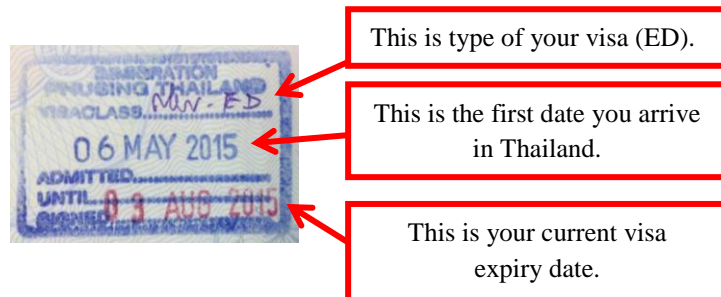 IMMIGRATION
PHUSING THAILAND
VISA CLASS NON-ED
06 MAY 2015
ADMITTED
UNTIL 03 AUG 2015
SIGNED
This is type of your visa (ED).
This is the first date you arrive
in Thailand.
This is your current visa
expiry date.